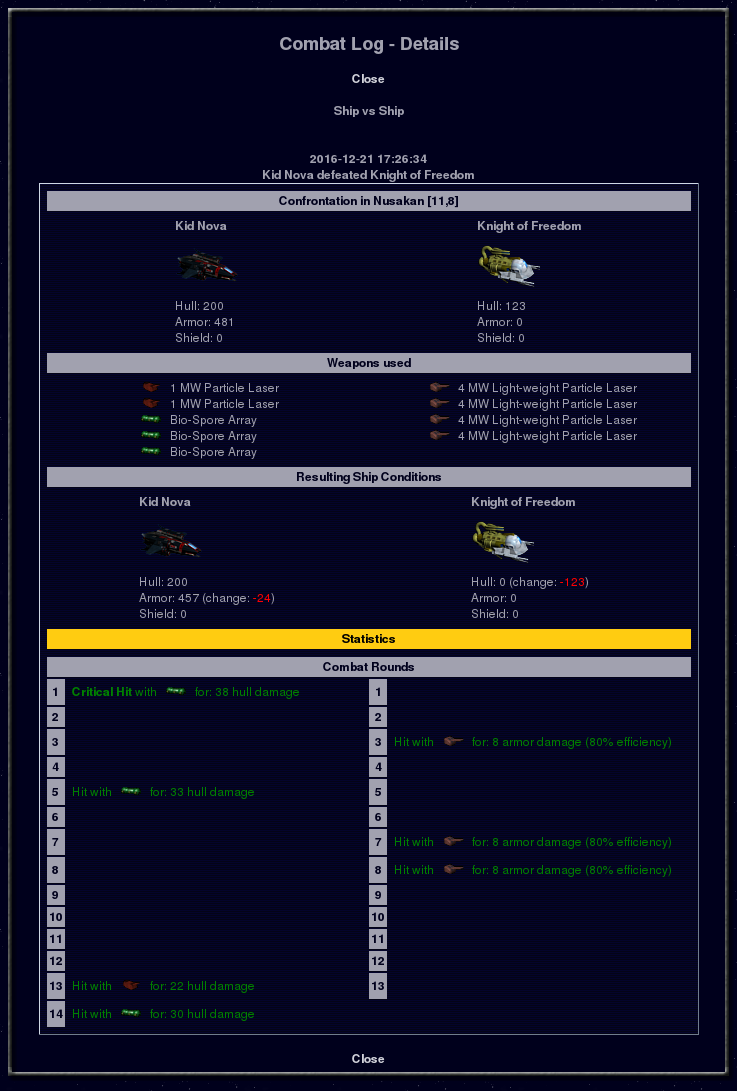 Combat Log - Details
Close
Ship vs Ship
2016-12-21 17:26:34
Kid Nova defeated Knight of Freedom
Confrontation in Nusakan [11,8]
Kid Nova Knight of Freedom
Hull: 200 Hull: 123
Armor: 481 Armor: 0
Shield: 0 Shield: 0
Weapons used
1 MW Particle Laser 4 MW Light-weight Particle Laser
1 MW Particle Laser 4 MW Light-weight Particle Laser
Bio-Spore Array 4 MW Light-weight Particle Laser
Bio-Spore Array 4 MW Light-weight Particle Laser
Bio-Spore Array
Resulting Ship Conditions
Kid Nova Knight of Freedom
Hull: 200 Hull: 0 (change: -123)
Armor: 457 (change: -24) Armor: 0
Shield: 0 Shield: 0
Statistics
Combat Rounds
1 Critical Hit with for: 38 hull damage 1
2 2
3 3 Hit with for: 8 armor damage (80% efficiency)
4 4
5 Hit with for: 33 hull damage 5
6 6
7 7 Hit with for: 8 armor damage (80% efficiency)
8 8 Hit with for: 8 armor damage (80% efficiency)
9 9
10 10
11 11
12 12
13 Hit with for: 22 hull damage 13
14 Hit with for: 30 hull damage
Close